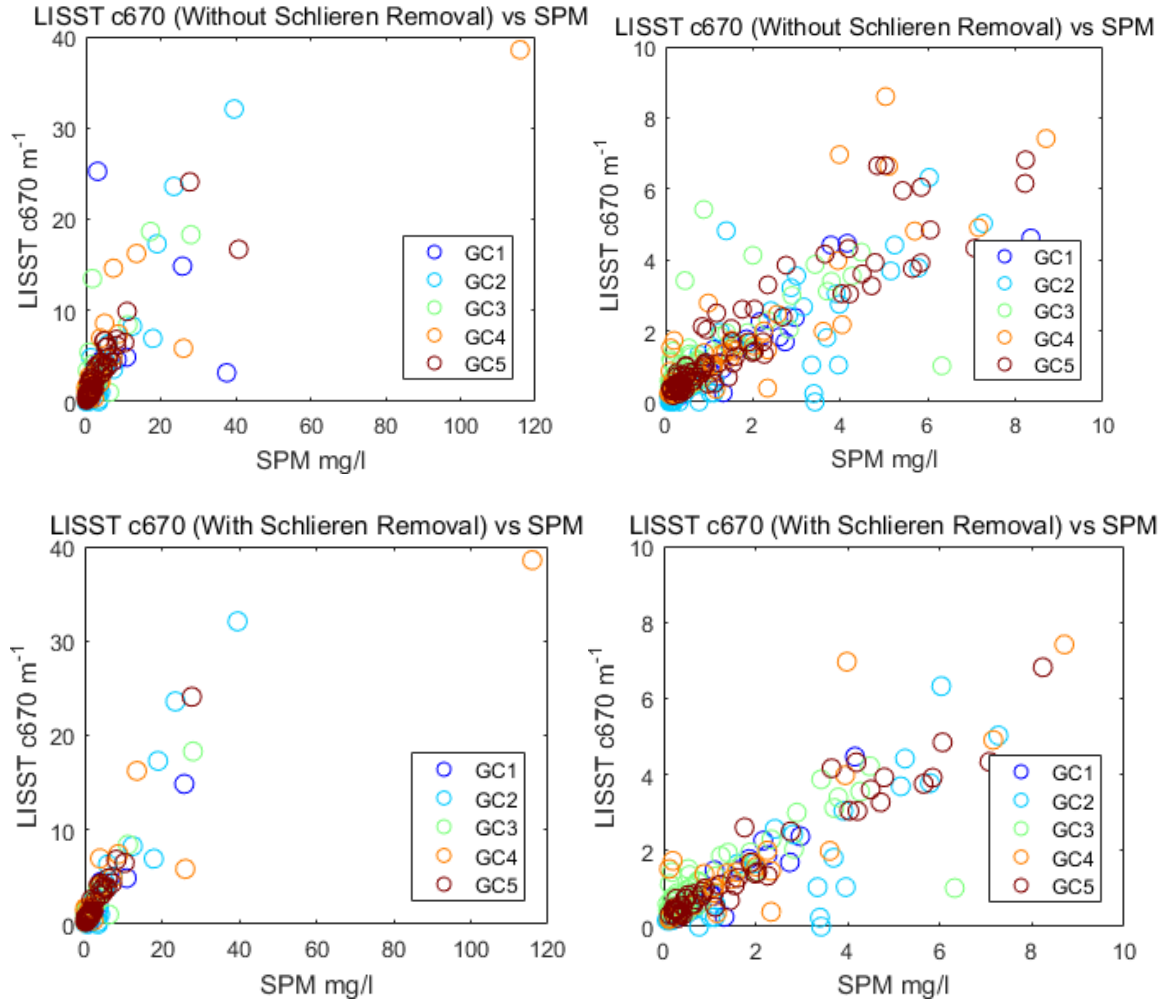 LISST c670 (Without Schlieren Removal) vs SPM
40
30
20
10
0
LISST c670 m-1
0 20 40 60 80 100 120
SPM mg/l
GC1
GC2
GC3
GC4
GC5
LISST c670 (Without Schlieren Removal) vs SPM
10
8
6
4
2
0
LISST c670 m-1
0 2 4 6 8 10
SPM mg/l
GC1
GC2
GC3
GC4
GC5
LISST c670 (With Schlieren Removal) vs SPM
40
30
20
10
0
LISST c670 m-1
0 20 40 60 80 100 120
SPM mg/l
GC1
GC2
GC3
GC4
GC5
LISST c670 (With Schlieren Removal) vs SPM
10
8
6
4
2
0
LISST c670 m-1
0 2 4 6 8 10
SPM mg/l
GC1
GC2
GC3
GC4
GC5